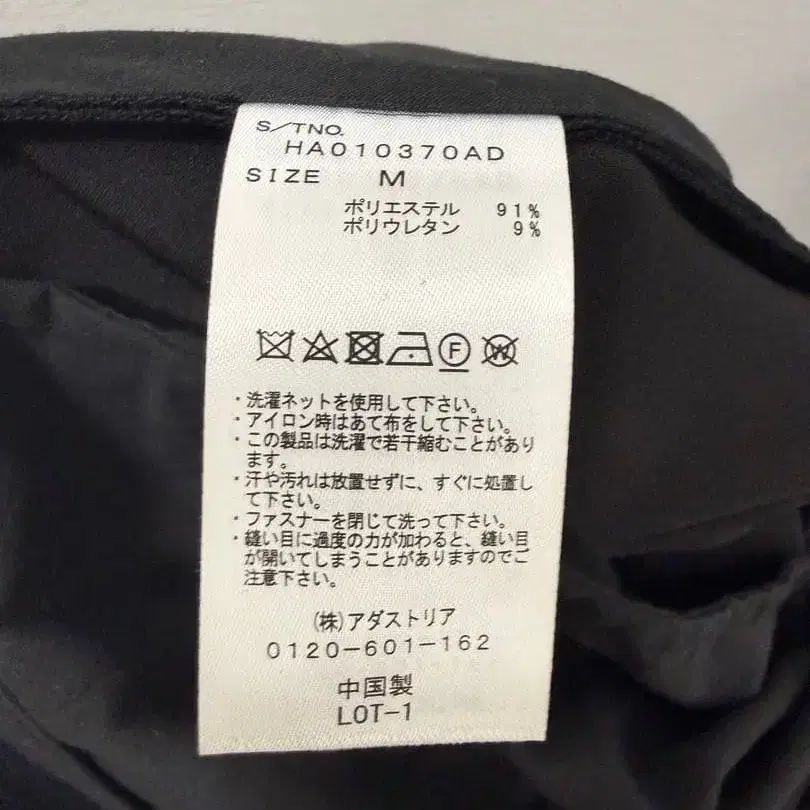 S/TNO.
HA010370AD
SIZE M
ポリエステル 91%
ポリウレタン 9%
F W
・洗濯ネットを使用して下さい。
・アイロン時はあて布をして下さい。
・この製品は洗濯で若干縮むことがあり
ます。
・汗や汚れは放置せずに、すぐに処置し
て下さい。
・ファスナーを閉じて洗って下さい。
・縫い目に過度の力が加わると、縫い目
が開いてしまうことがありますのでご
注意下さい。
(株)アダストリア
0120-601-162
中国製
LOT-1